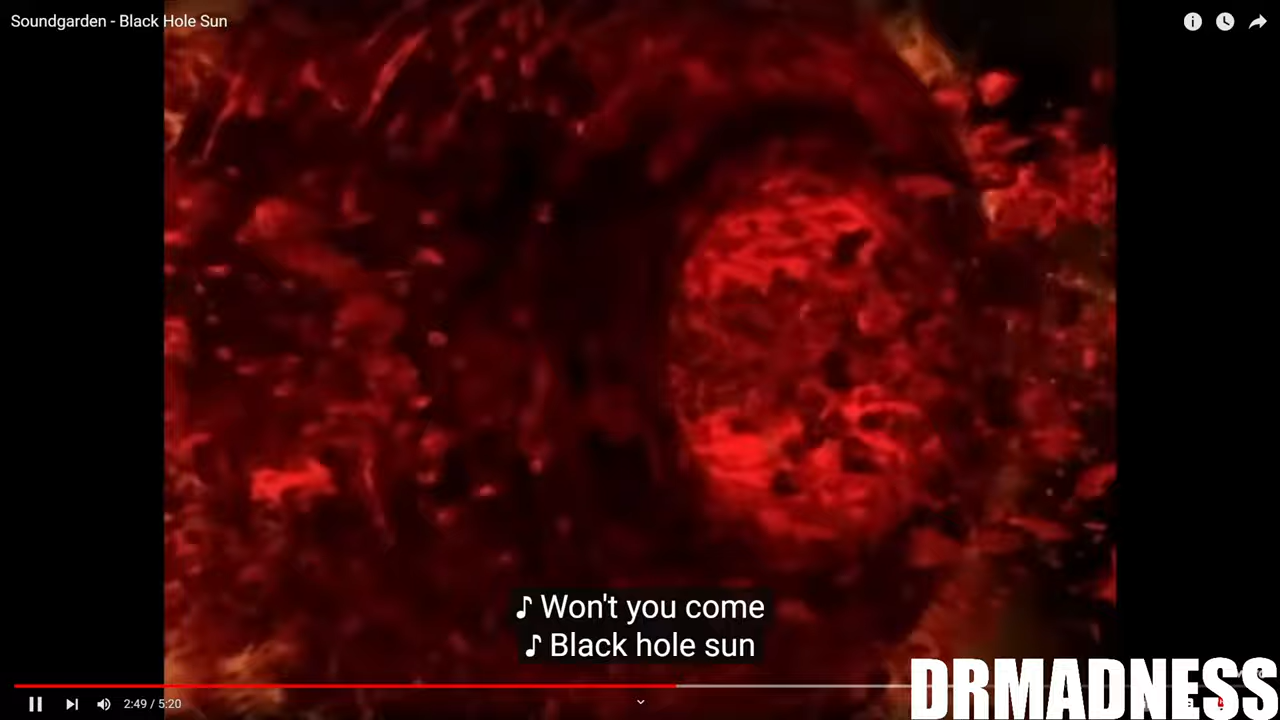 Soundgarden - Black Hole Sun
♪ Won't you come
♪ Black hole sun
2:49 / 5:20
DRMADNESS